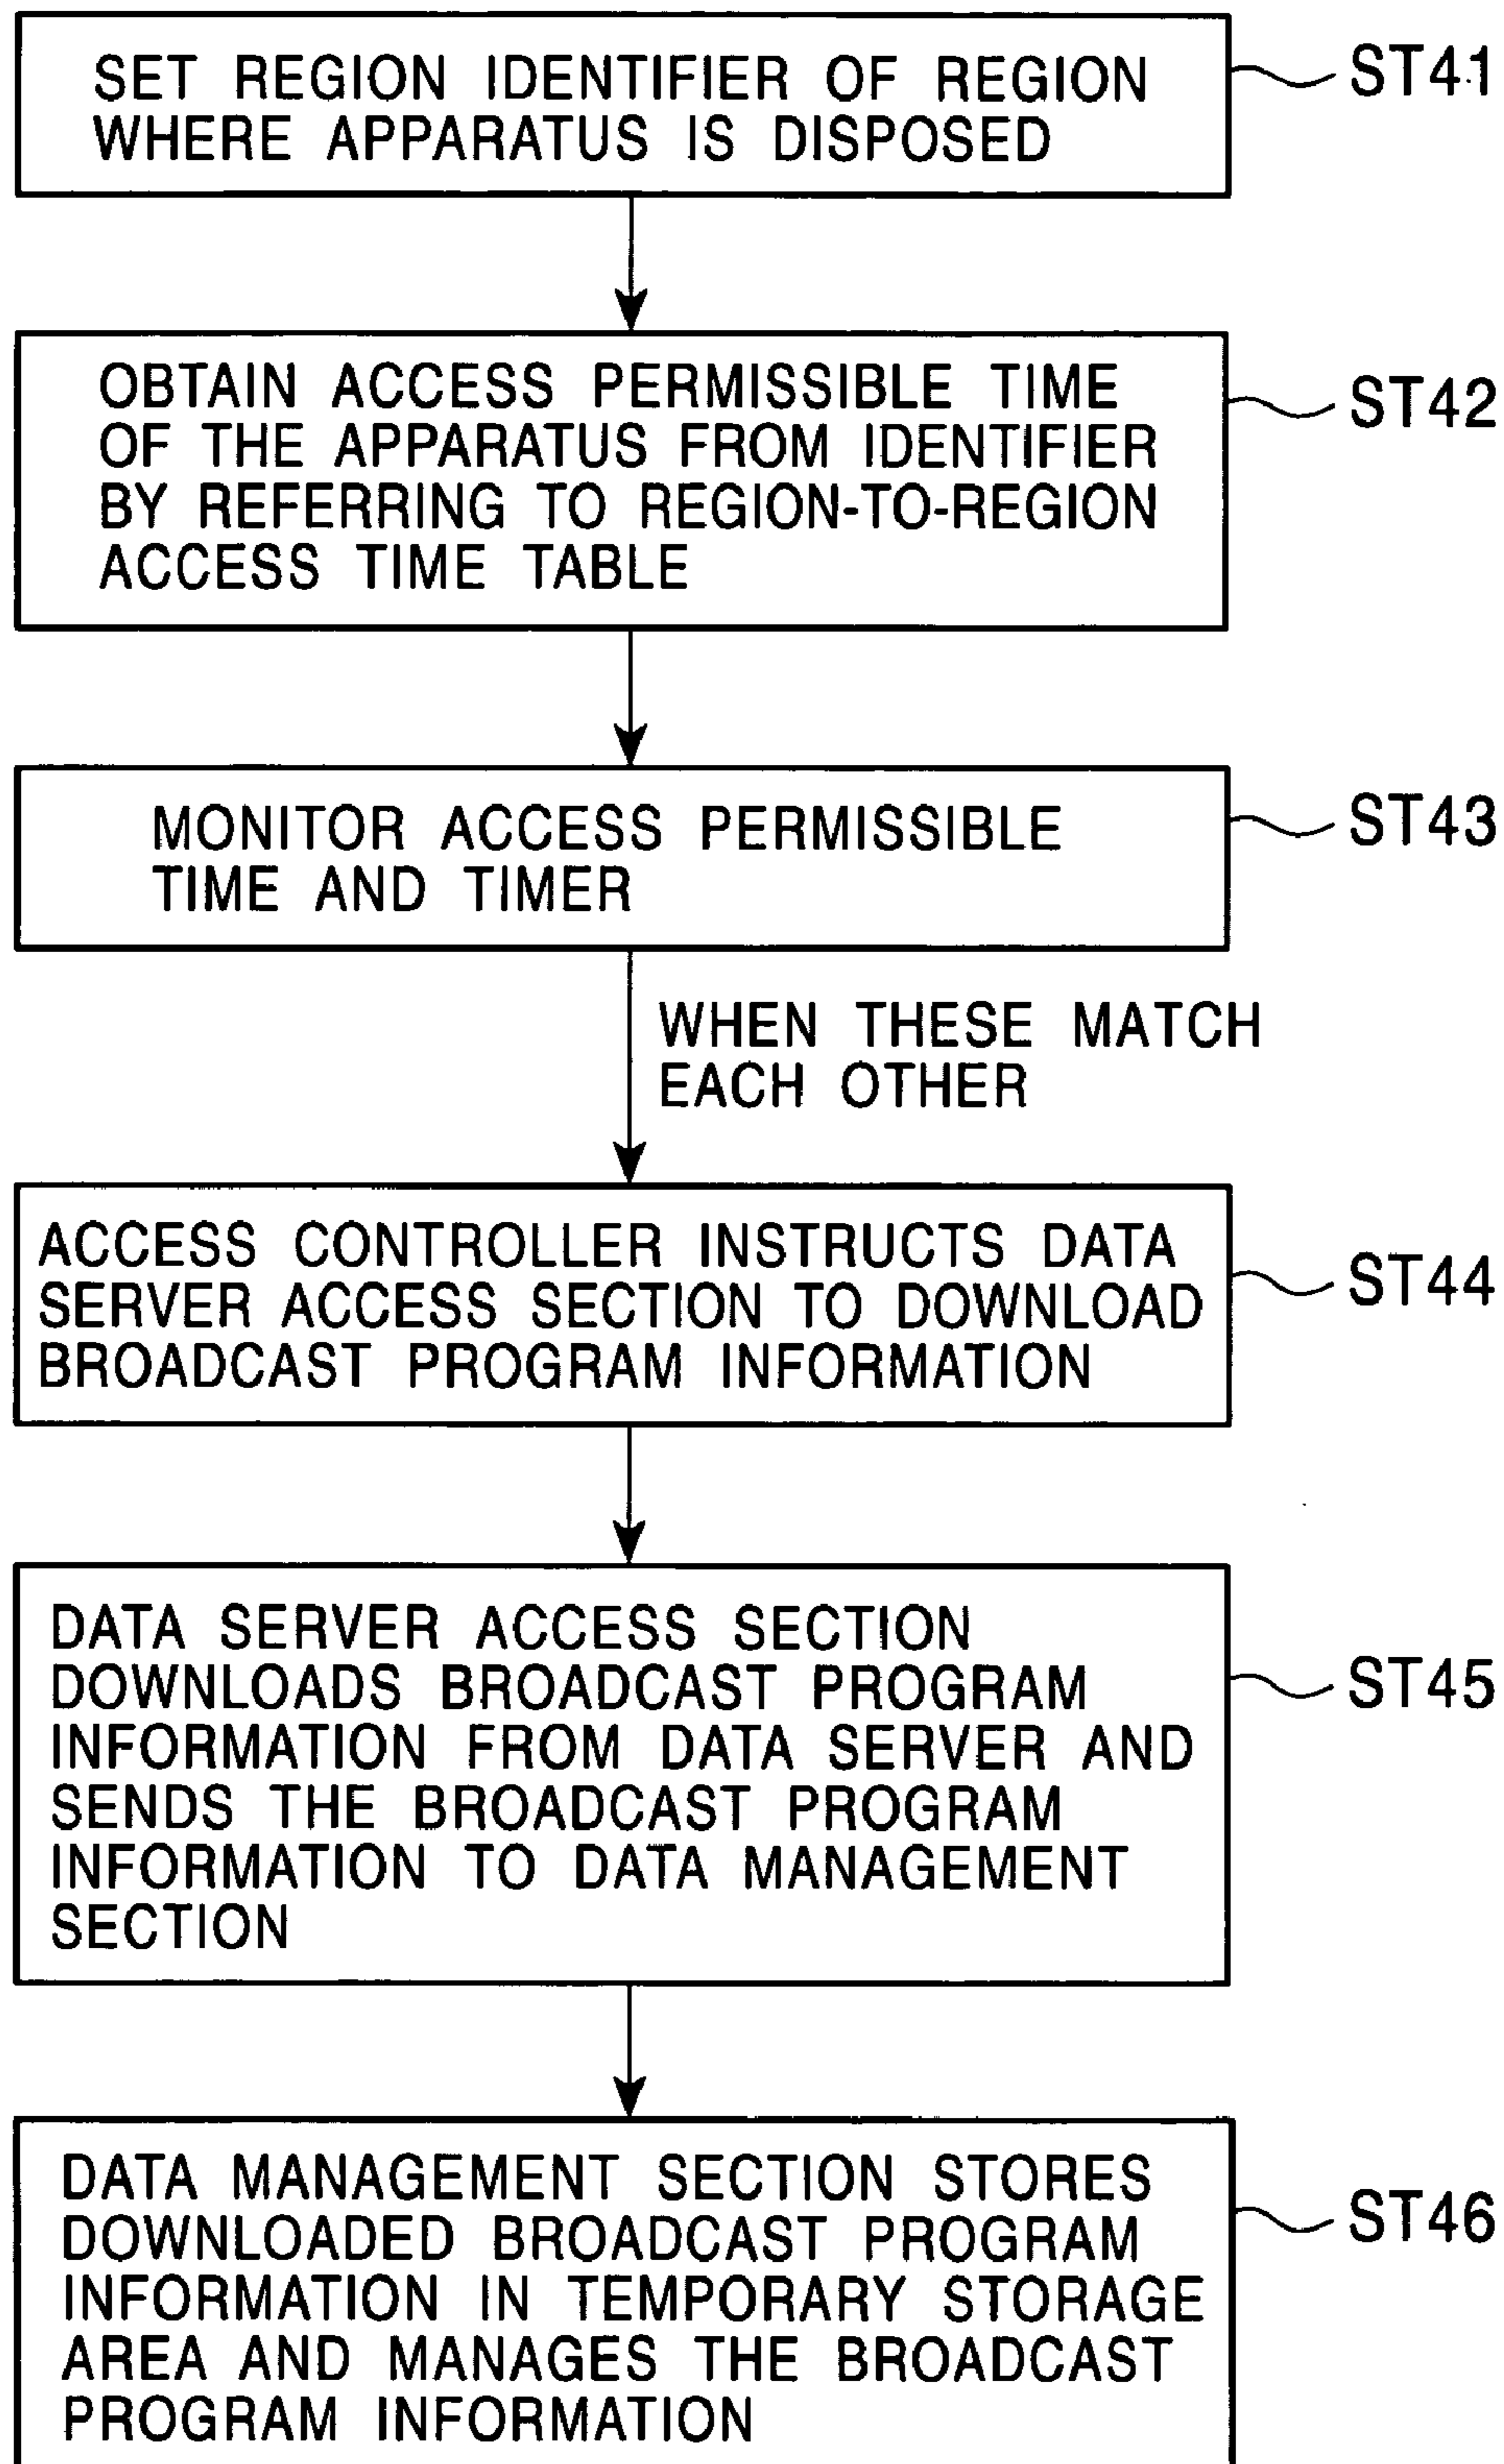 SET REGION IDENTIFIER OF REGION
WHERE APPARATUS IS DISPOSED
ST41
OBTAIN ACCESS PERMISSIBLE TIME
OF THE APPARATUS FROM IDENTIFIER
BY REFERRING TO REGION-TO-REGION
ACCESS TIME TABLE
ST42
MONITOR ACCESS PERMISSIBLE
TIME AND TIMER
ST43
WHEN THESE MATCH
EACH OTHER
ACCESS CONTROLLER INSTRUCTS DATA
SERVER ACCESS SECTION TO DOWNLOAD
BROADCAST PROGRAM INFORMATION
ST44
DATA SERVER ACCESS SECTION
DOWNLOADS BROADCAST PROGRAM
INFORMATION FROM DATA SERVER AND
SENDS THE BROADCAST PROGRAM
INFORMATION TO DATA MANAGEMENT
SECTION
ST45
DATA MANAGEMENT SECTION STORES
DOWNLOADED BROADCAST PROGRAM
INFORMATION IN TEMPORARY STORAGE
AREA AND MANAGES THE BROADCAST
PROGRAM INFORMATION
ST46